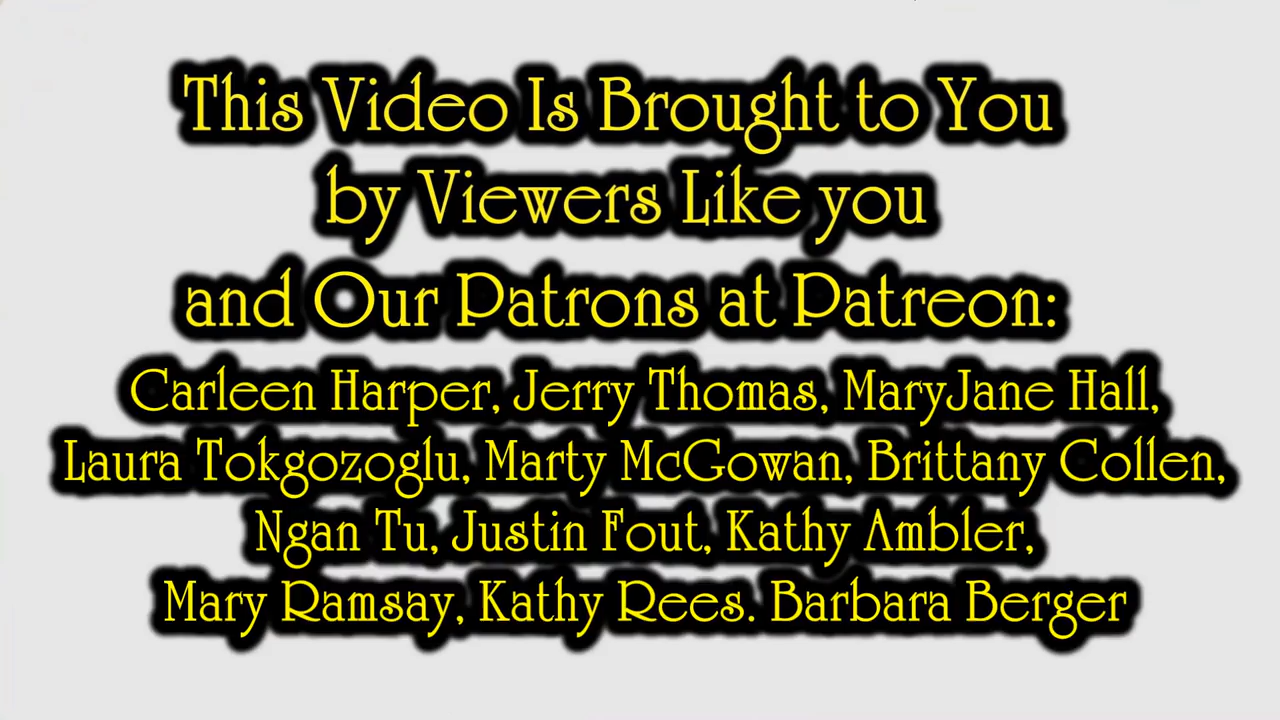 This Video Is Brought to You
by Viewers Like you
and Our Patrons at Patreon:
Carleen Harper, Jerry Thomas, MaryJane Hall,
Laura Tokgozoglu, Marty McGowan, Brittany Collen,
Ngan Tu, Justin Fout, Kathy Ambler,
Mary Ramsay, Kathy Rees. Barbara Berger